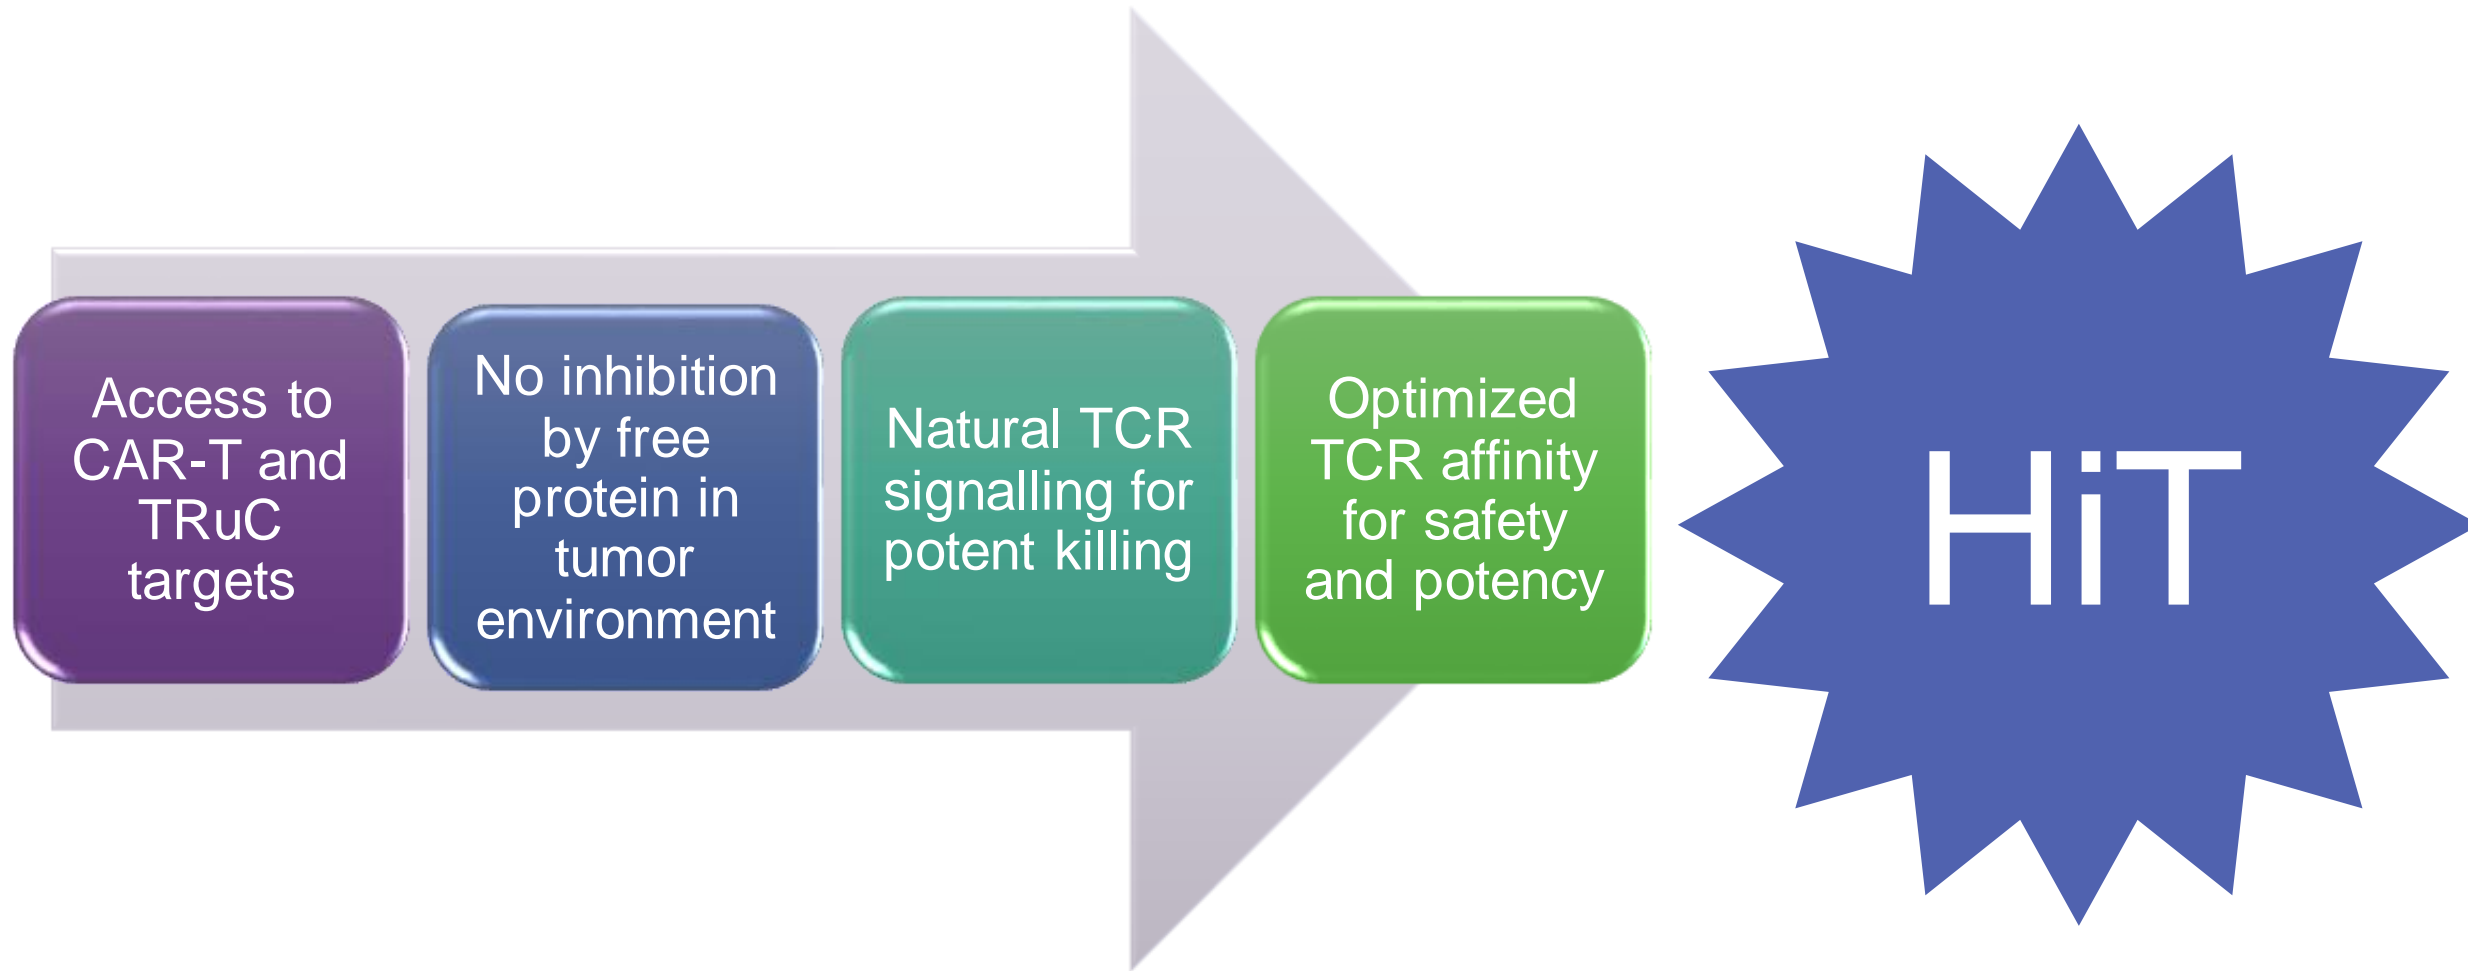 Access to
CAR-T and
TRuC
targets
No inhibition
by free
protein in
tumor
environment
Natural TCR
signalling for
potent killing
Optimized
TCR affinity
for safety
and potency
HiT